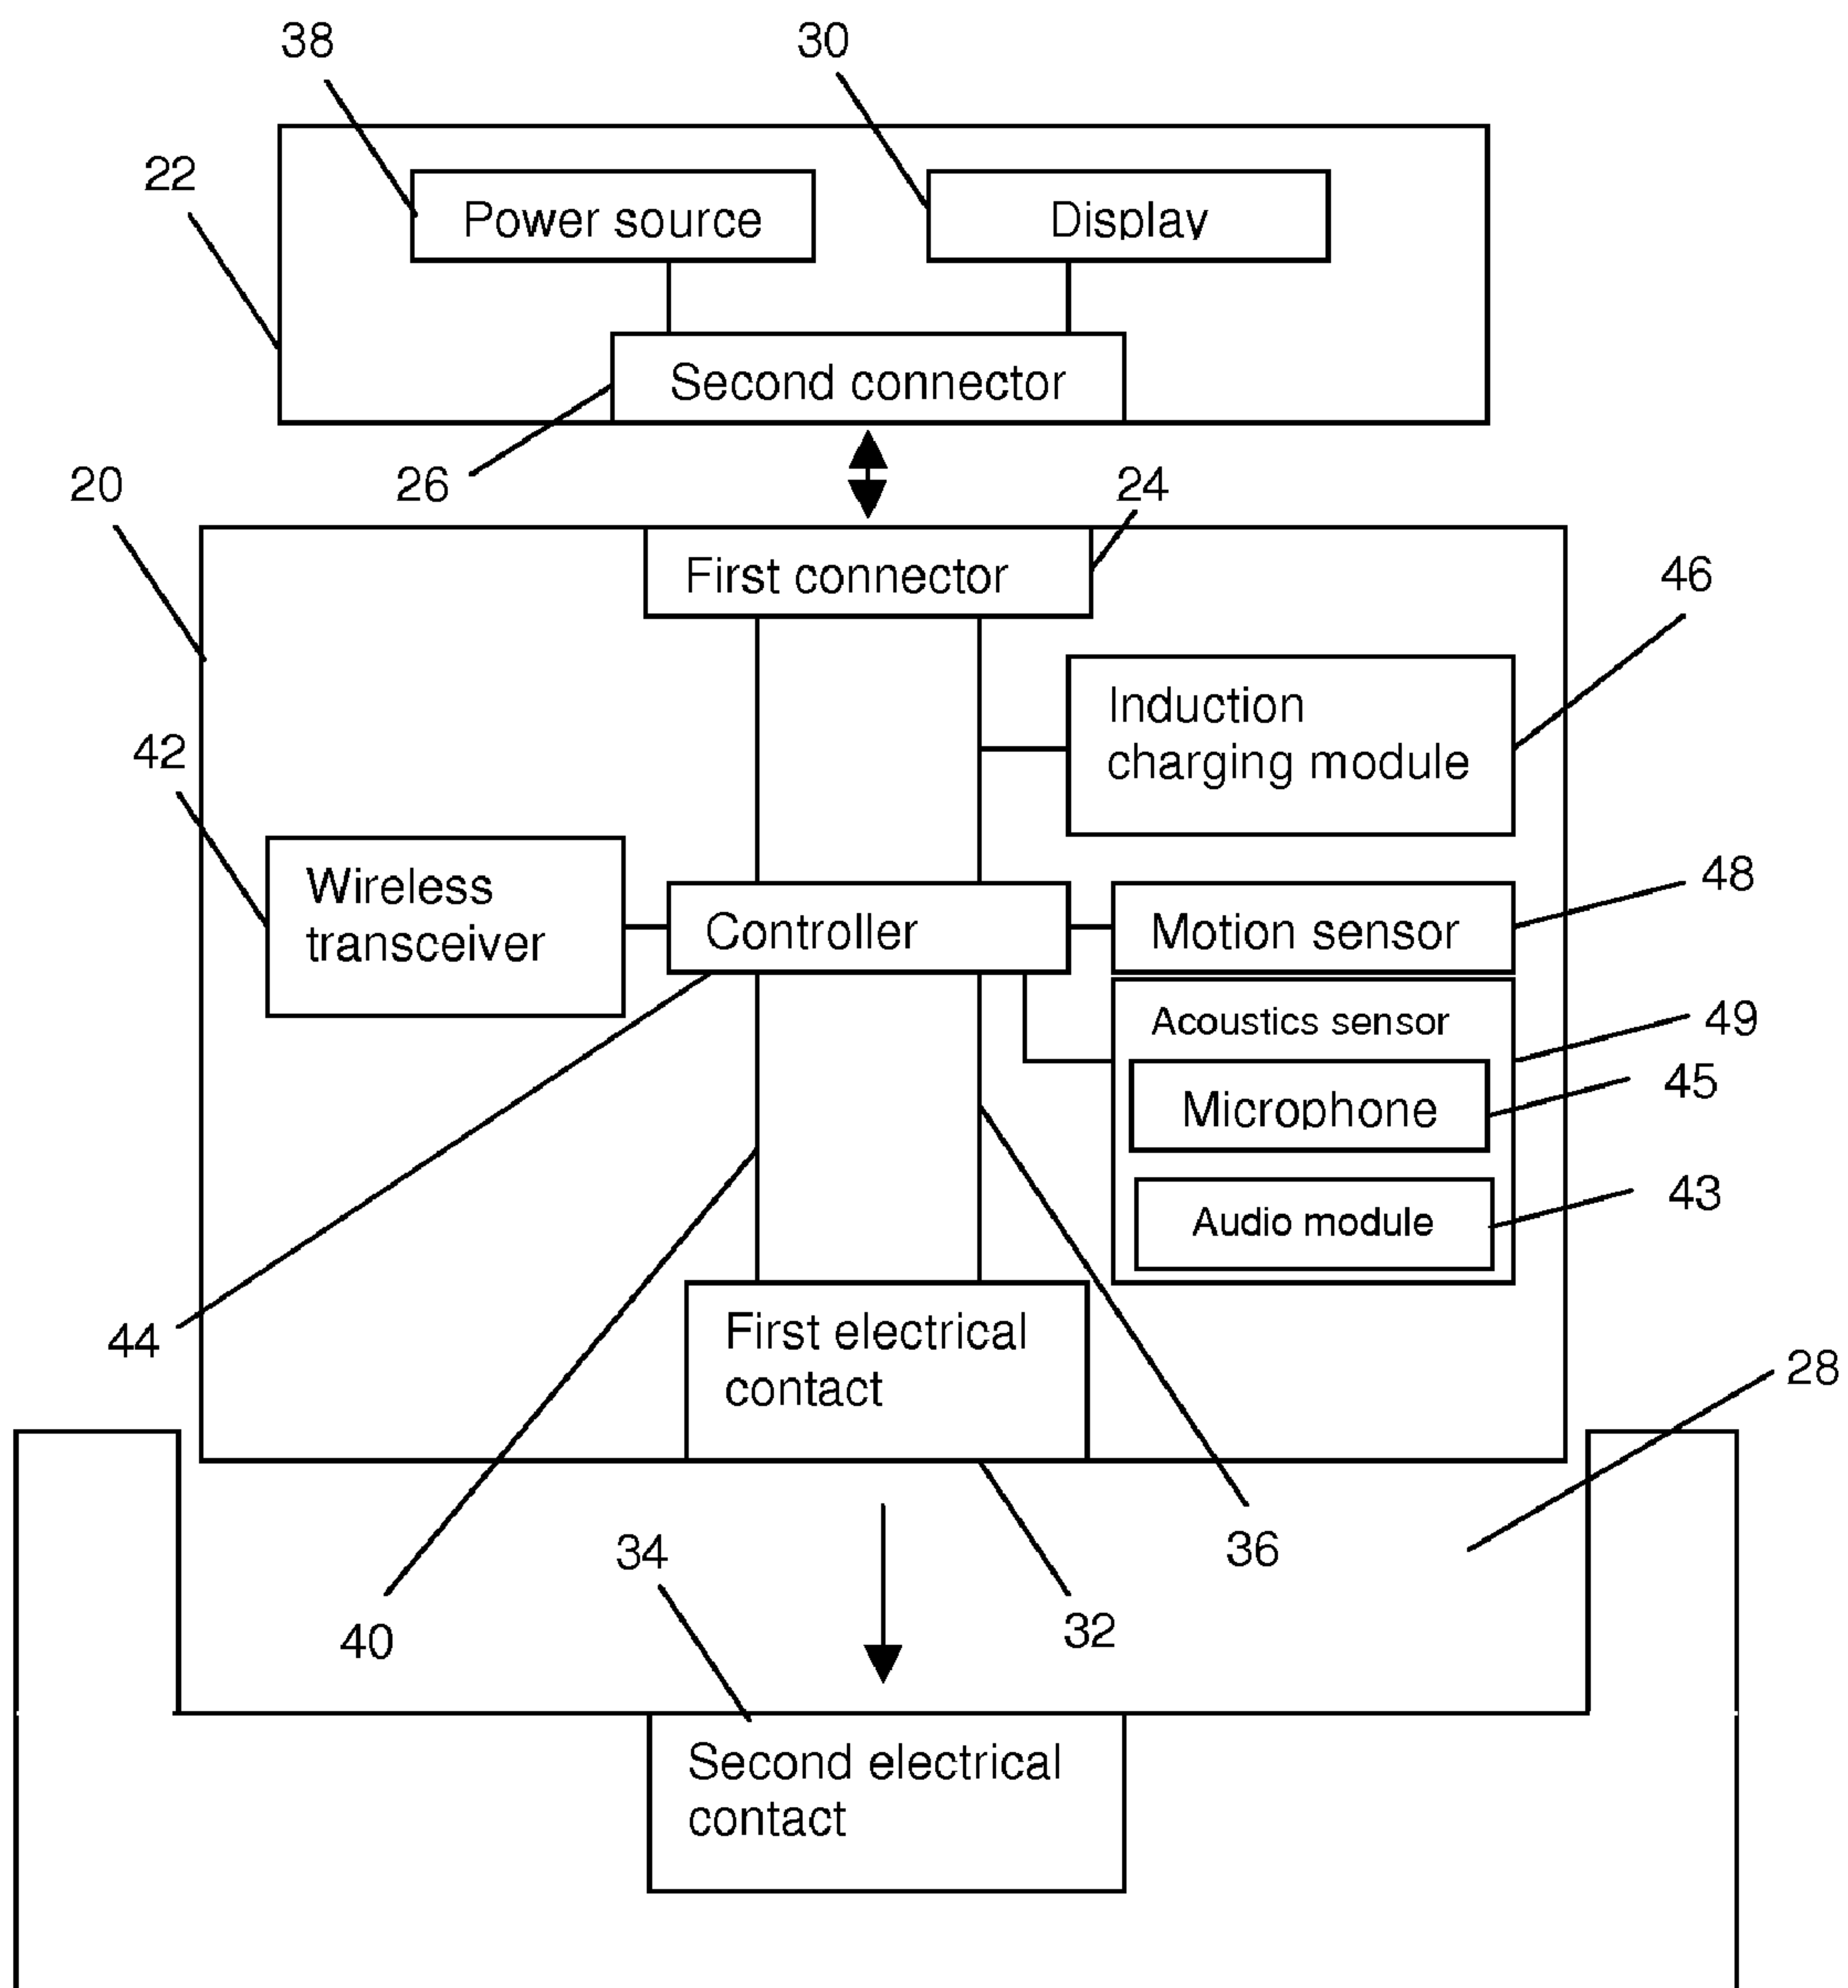 38
30
22
Power source
Display
Second connector
20
26
24
First connector
46
Induction
charging module
42
Wireless
transceiver
Controller
48
Motion sensor
Acoustics sensor
49
45
Microphone
43
Audio module
44
First electrical
contact
28
34
36
40
32
Second electrical
contact